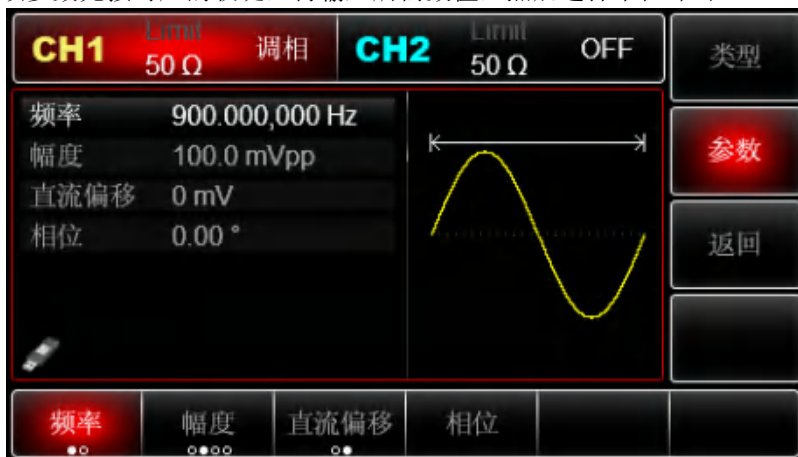 CH1 Limit 50 Ω 调相 CH2 Limit 50 Ω OFF 类型
频率 900.000,000 Hz
幅度 100.0 mVpp 参数
直流偏移 0 mV
相位 0.00 ° 返回
频率 幅度 直流偏移 相位